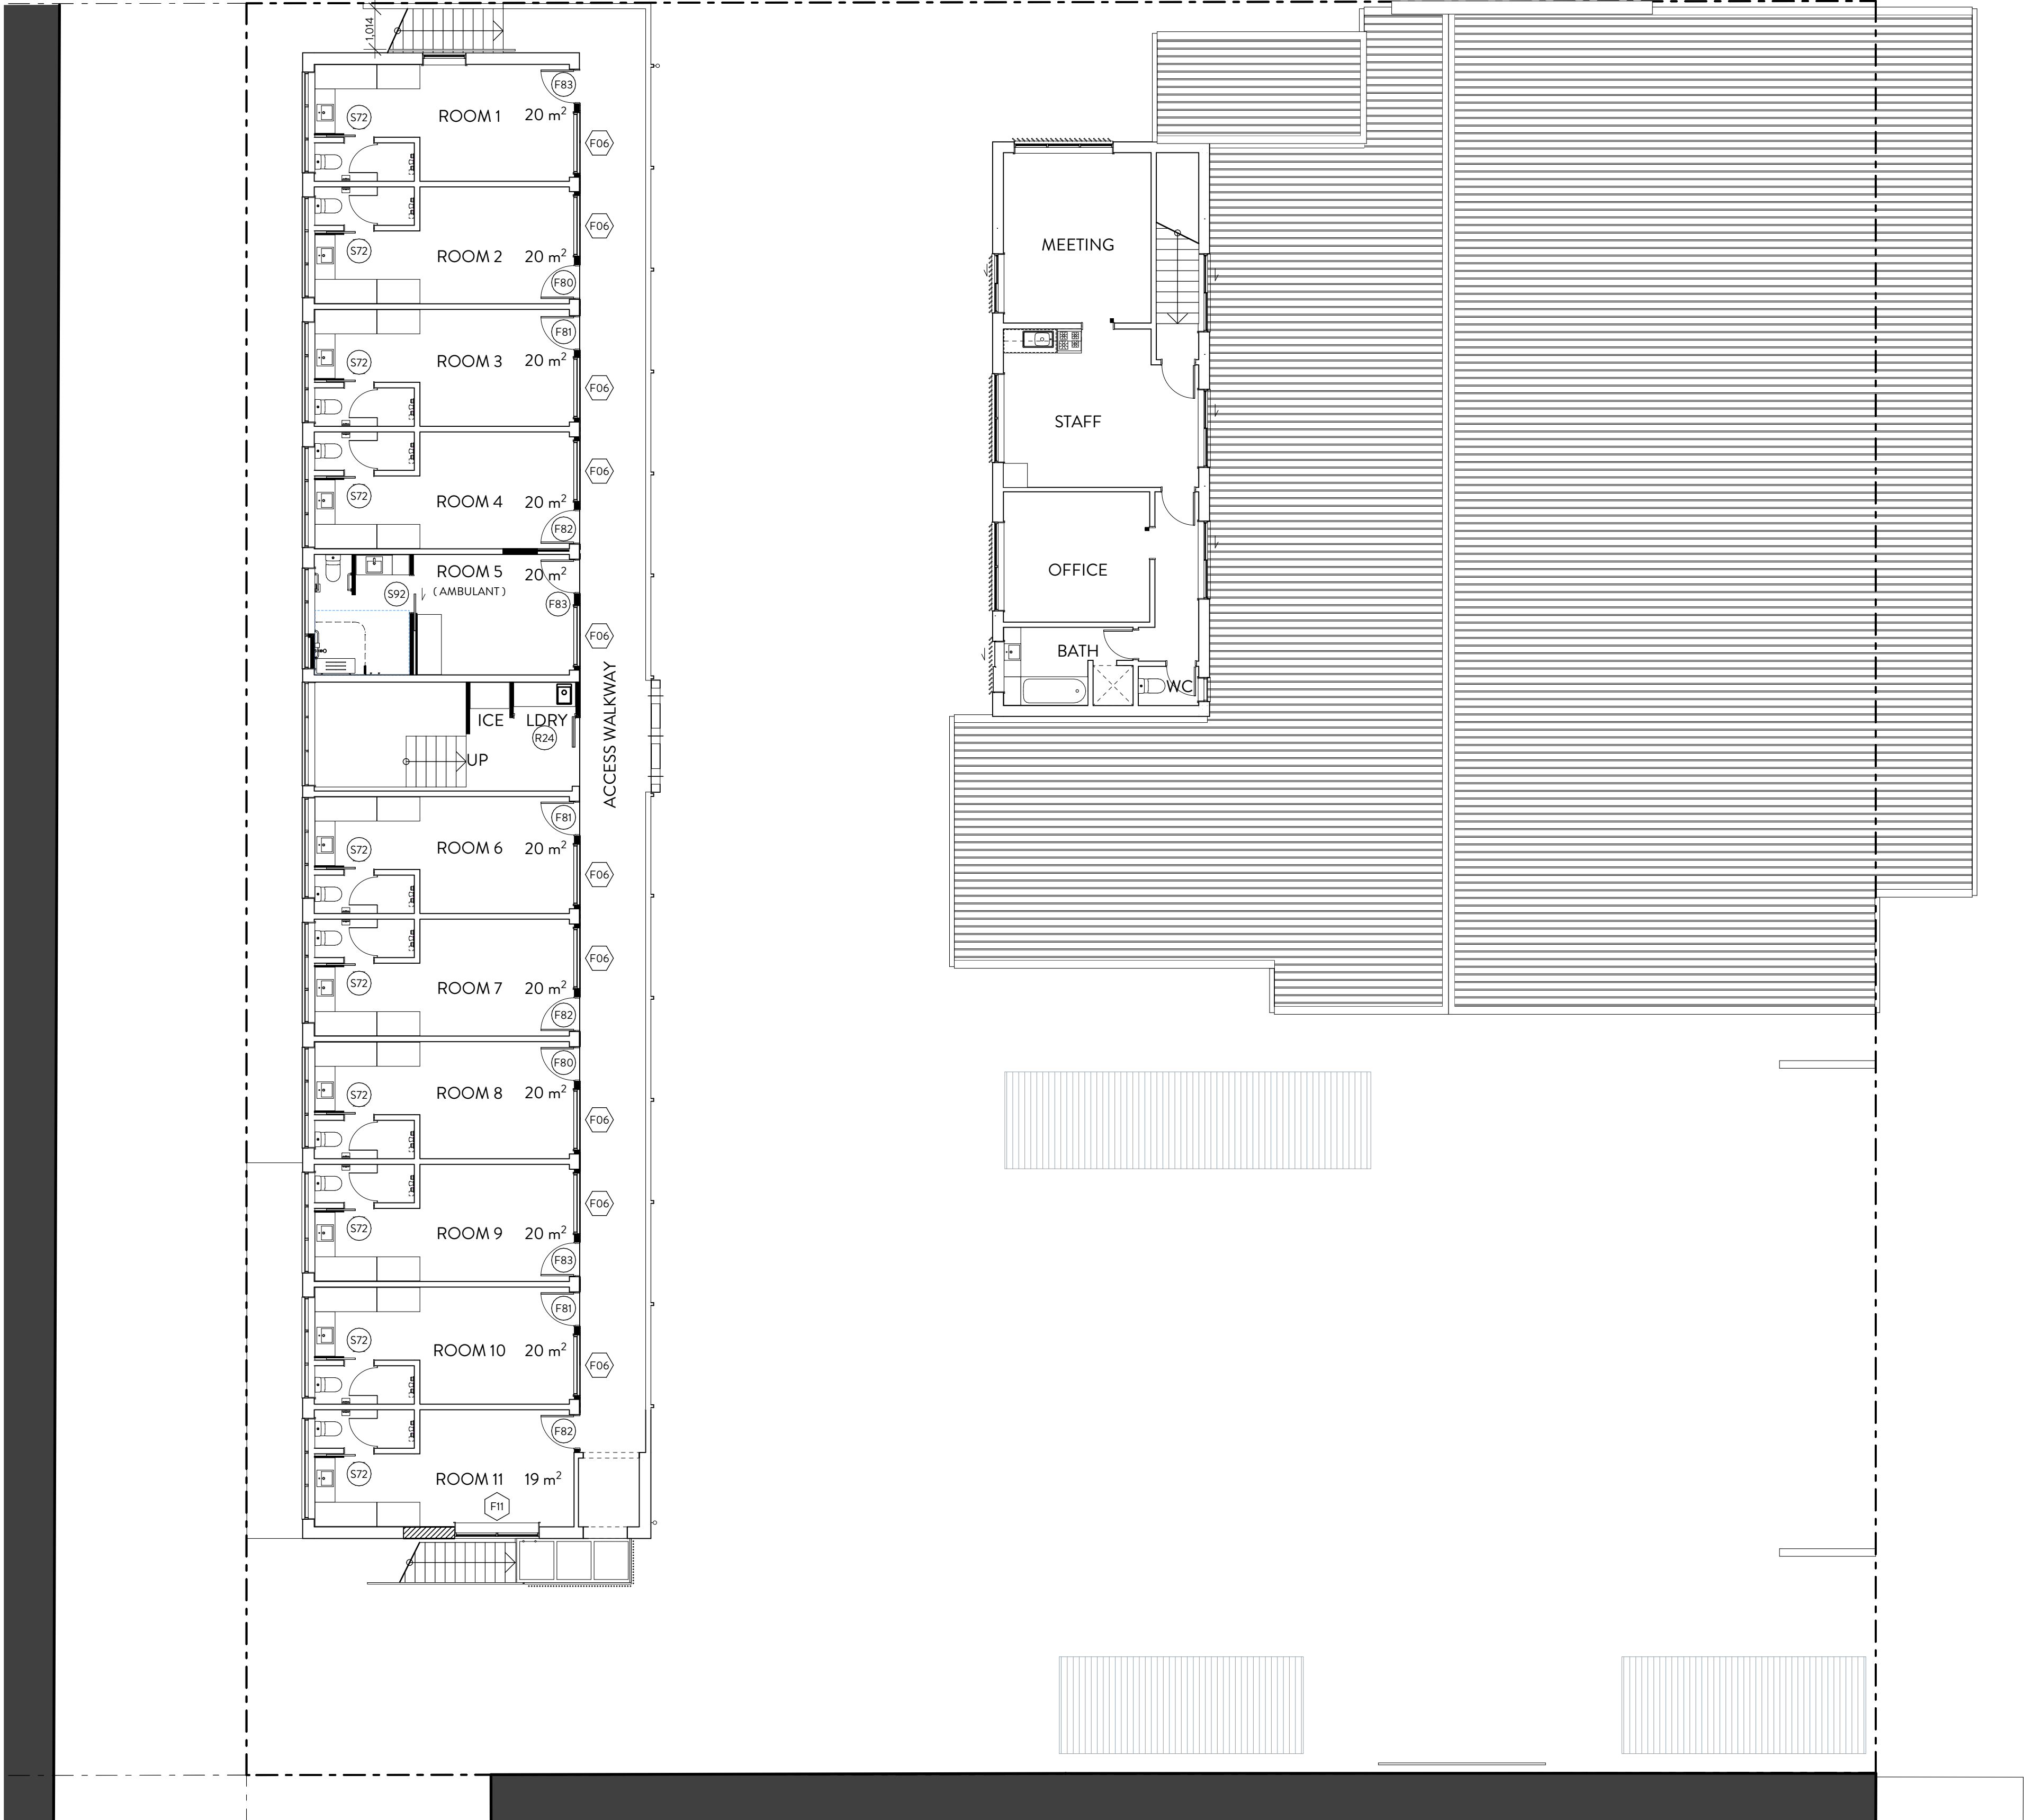 1,014
F83
ROOM 1 20 m²
S72
F06
F06
S72
ROOM 2 20 m²
F80
F81
S72
ROOM 3 20 m²
F06
F06
S72
ROOM 4 20 m²
F82
ROOM 5 20 m²
( AMBULANT )
S92
F83
F06
ACCESS WALKWAY
ICE LDRY
R24
UP
F81
S72
ROOM 6 20 m²
F06
F06
S72
ROOM 7 20 m²
F82
F80
S72
ROOM 8 20 m²
F06
F06
S72
ROOM 9 20 m²
F83
F81
S72
ROOM 10 20 m²
F06
F82
S72
ROOM 11 19 m²
F11
MEETING
STAFF
OFFICE
BATH
WC